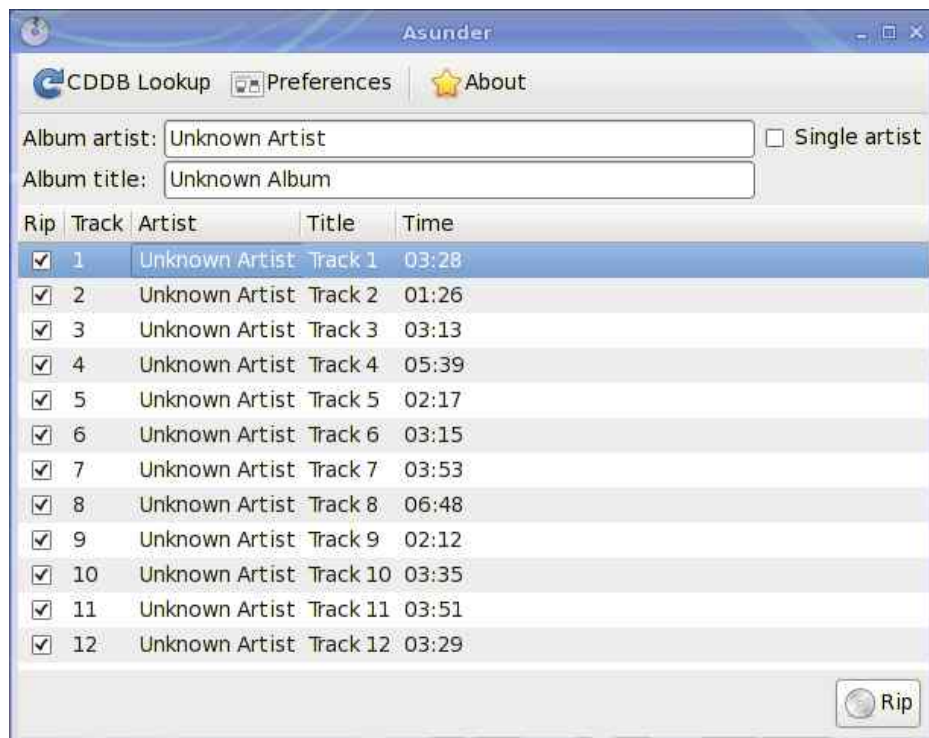 Asunder
CDDB Lookup Preferences About
Album artist: Unknown Artist Single artist
Album title: Unknown Album
Rip Track Artist Title Time
1 Unknown Artist Track 1 03:28
2 Unknown Artist Track 2 01:26
3 Unknown Artist Track 3 03:13
4 Unknown Artist Track 4 05:39
5 Unknown Artist Track 5 02:17
6 Unknown Artist Track 6 03:15
7 Unknown Artist Track 7 03:53
8 Unknown Artist Track 8 06:48
9 Unknown Artist Track 9 02:12
10 Unknown Artist Track 10 03:35
11 Unknown Artist Track 11 03:51
12 Unknown Artist Track 12 03:29
Rip